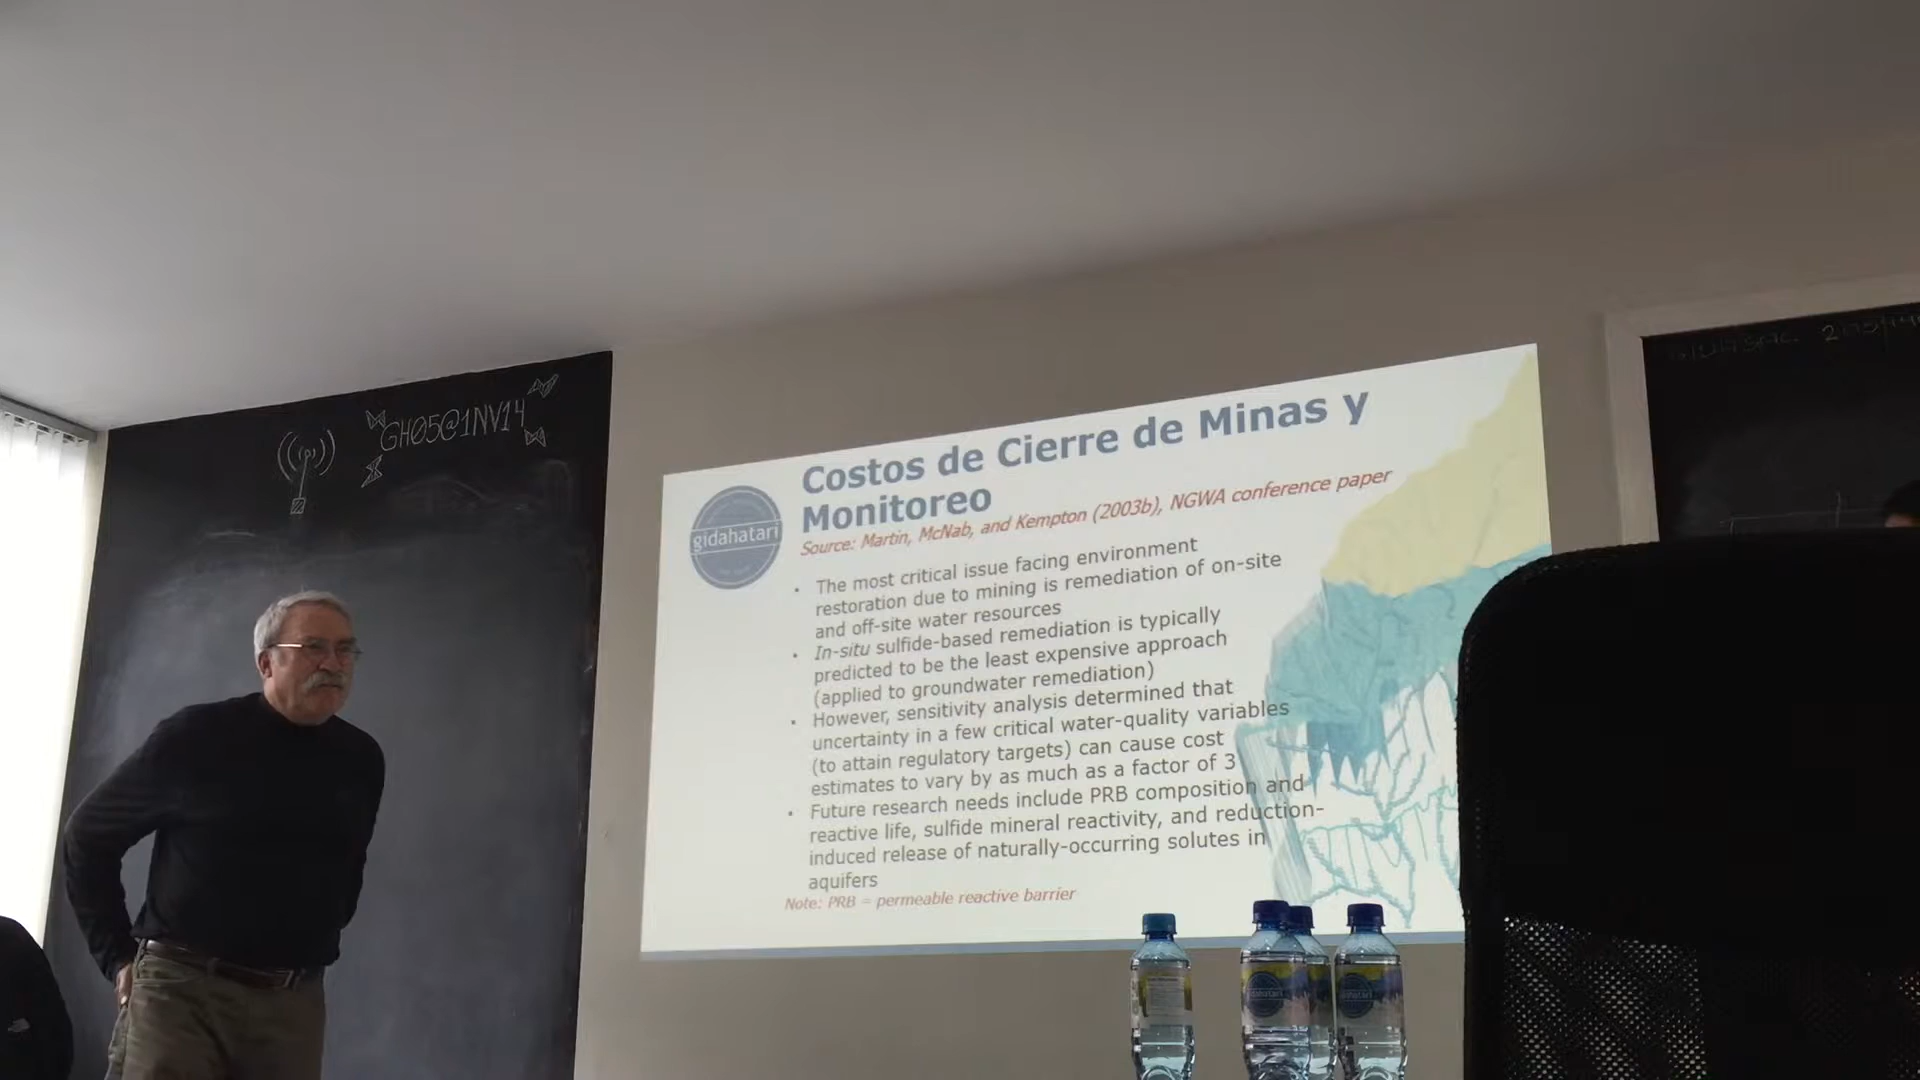 GH05@1NV14
Costos de Cierre de Minas y
Monitoreo
Source: Martin, McNab, and Kempton (2003b), NGWA conference paper
gidahatari
• The most critical issue facing environment
restoration due to mining is remediation of on-site
and off-site water resources
• In-situ sulfide-based remediation is typically
predicted to be the least expensive approach
(applied to groundwater remediation)
• However, sensitivity analysis determined that
uncertainty in a few critical water-quality variables
(to attain regulatory targets) can cause cost
estimates to vary by as much as a factor of 3
• Future research needs include PRB composition and
reactive life, sulfide mineral reactivity, and reduction-
induced release of naturally-occurring solutes in
aquifers
Note: PRB = permeable reactive barrier
gidahatari
gidahatari